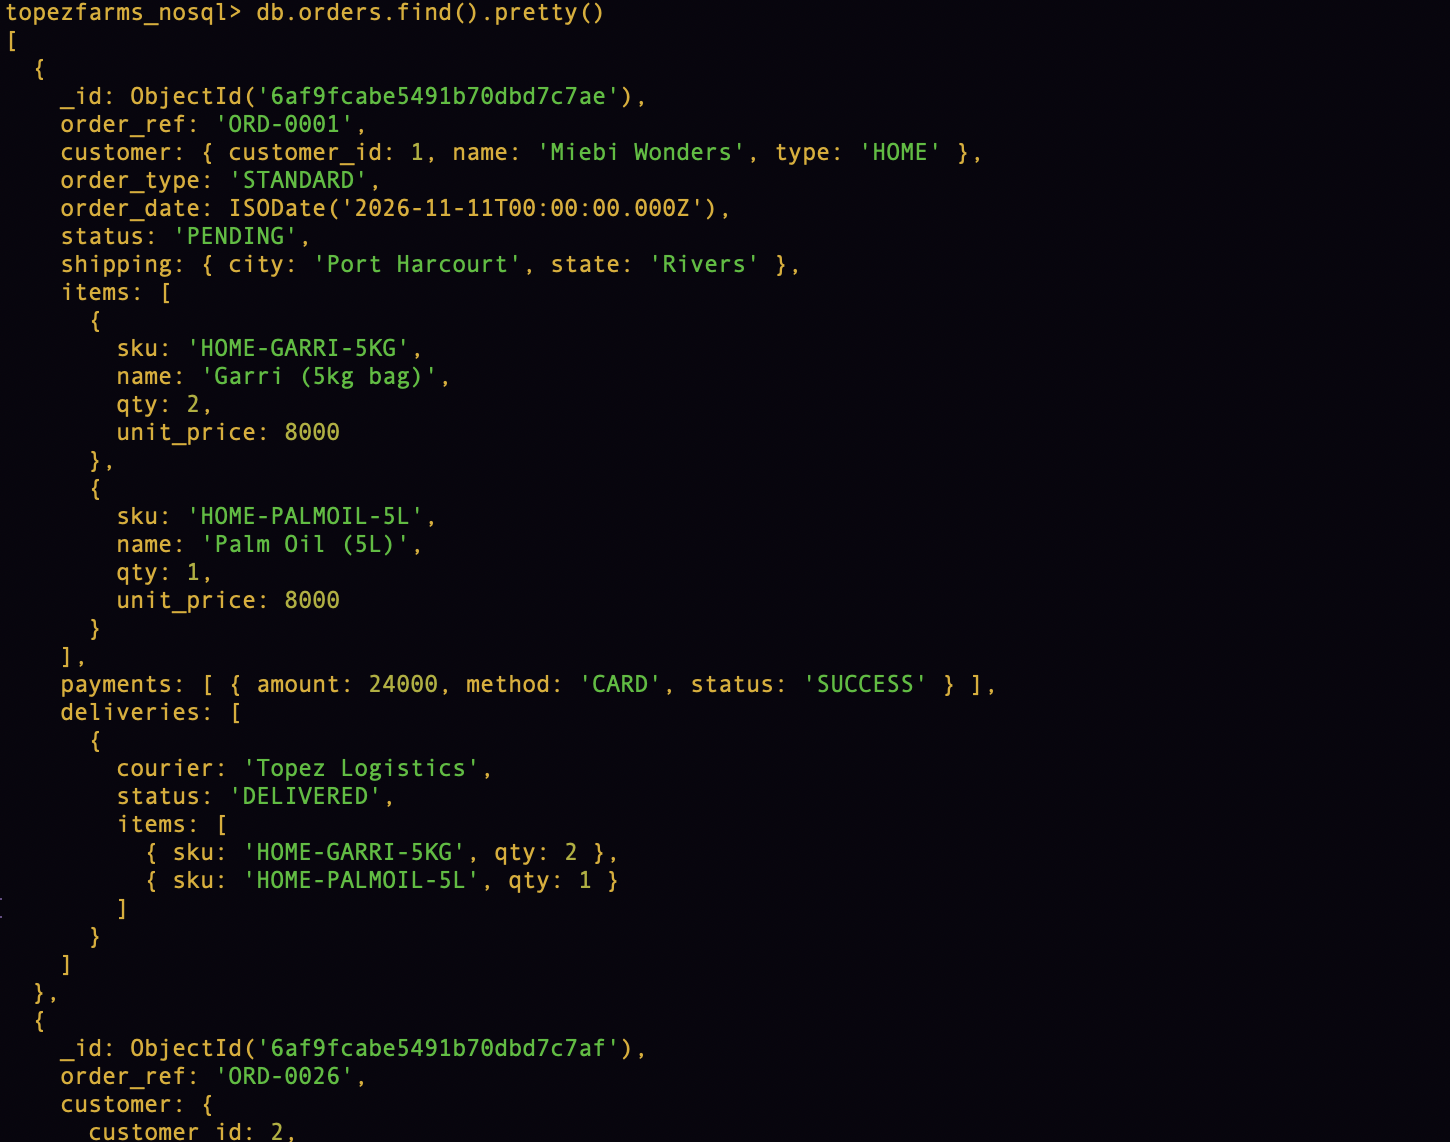 topezfarms_nosql> db.orders.find().pretty()
[
  {
    _id: ObjectId('6af9fcabe5491b70dbd7c7ae'),
    order_ref: 'ORD-0001',
    customer: { customer_id: 1, name: 'Miebi Wonders', type: 'HOME' },
    order_type: 'STANDARD',
    order_date: ISODate('2026-11-11T00:00:00.000Z'),
    status: 'PENDING',
    shipping: { city: 'Port Harcourt', state: 'Rivers' },
    items: [
      {
        sku: 'HOME-GARRI-5KG',
        name: 'Garri (5kg bag)',
        qty: 2,
        unit_price: 8000
      },
      {
        sku: 'HOME-PALMOIL-5L',
        name: 'Palm Oil (5L)',
        qty: 1,
        unit_price: 8000
      }
    ],
    payments: [ { amount: 24000, method: 'CARD', status: 'SUCCESS' } ],
    deliveries: [
      {
        courier: 'Topez Logistics',
        status: 'DELIVERED',
        items: [
          { sku: 'HOME-GARRI-5KG', qty: 2 },
          { sku: 'HOME-PALMOIL-5L', qty: 1 }
        ]
      }
    ]
  },
  {
    _id: ObjectId('6af9fcabe5491b70dbd7c7af'),
    order_ref: 'ORD-0026',
    customer: {
      customer_id: 2,